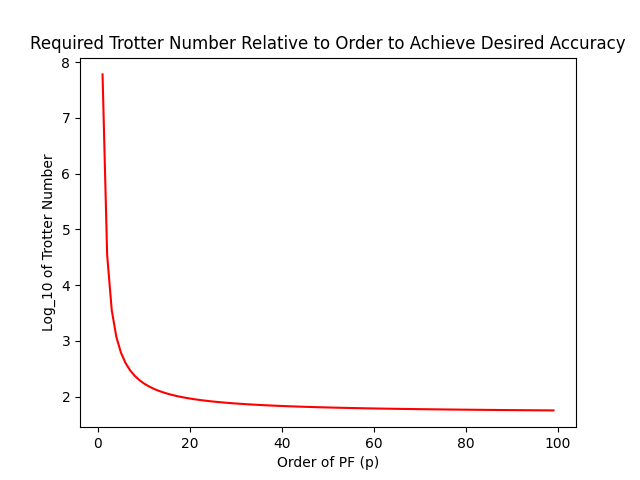 Required Trotter Number Relative to Order to Achieve Desired Accuracy
8
7
6
5
4
3
2
Log_10 of Trotter Number
0 20 40 60 80 100
Order of PF (p)